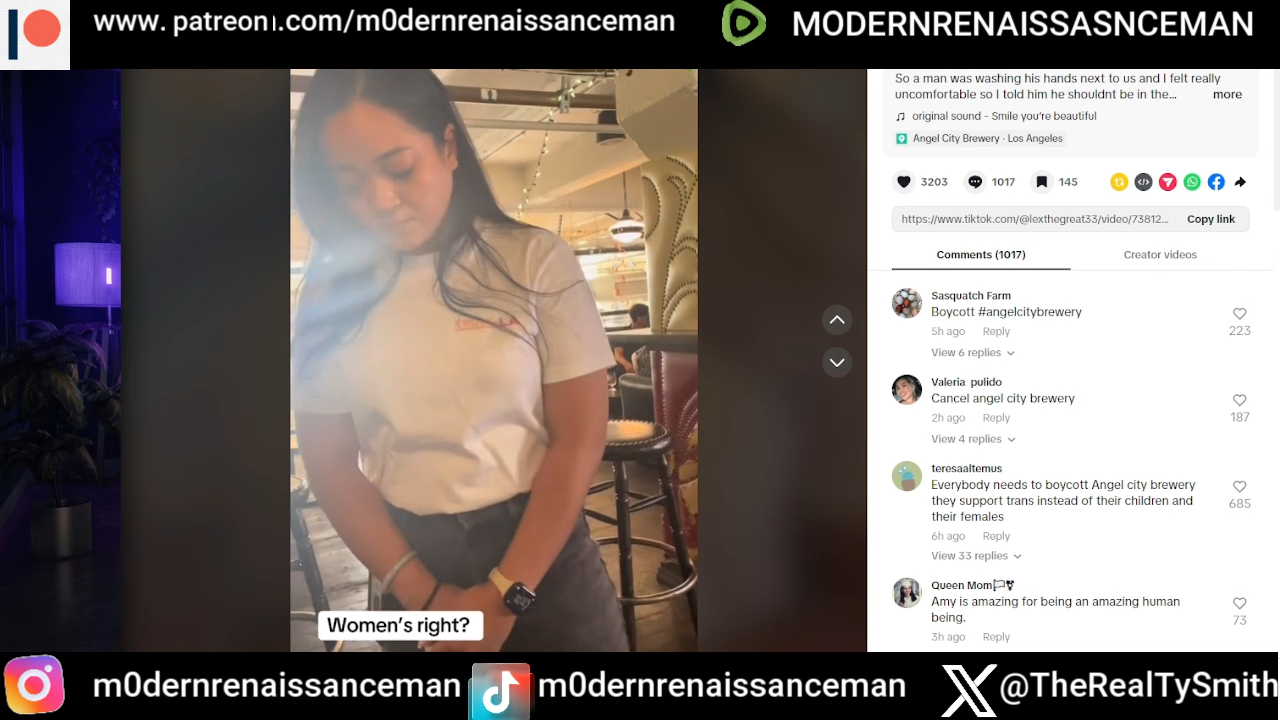 www. patreon.com/m0dernrenaissanceman
M0DERNRENAISSASNCEMAN
So a man was washing his hands next to us and I felt really
uncomfortable so I told him he shouldnt be in the... more
original sound - Smile you're beautiful
Angel City Brewery · Los Angeles
3203 1017 145
https://www.tiktok.com/@lexthegreat33/video/73812... Copy link
Comments (1017) Creator videos
Sasquatch Farm
Boycott #angelcitybrewery
223
5h ago Reply
View 6 replies
Valeria pulido
Cancel angel city brewery
187
2h ago Reply
View 4 replies
teresaaltemus
Everybody needs to boycott Angel city brewery
they support trans instead of their children and
their females
685
6h ago Reply
View 33 replies
Queen Mom🏳️⚧
Amy is amazing for being an amazing human
being.
73
3h ago Reply
Women's right?
m0dernrenaissanceman
m0dernrenaissanceman
@TheRealTySmith